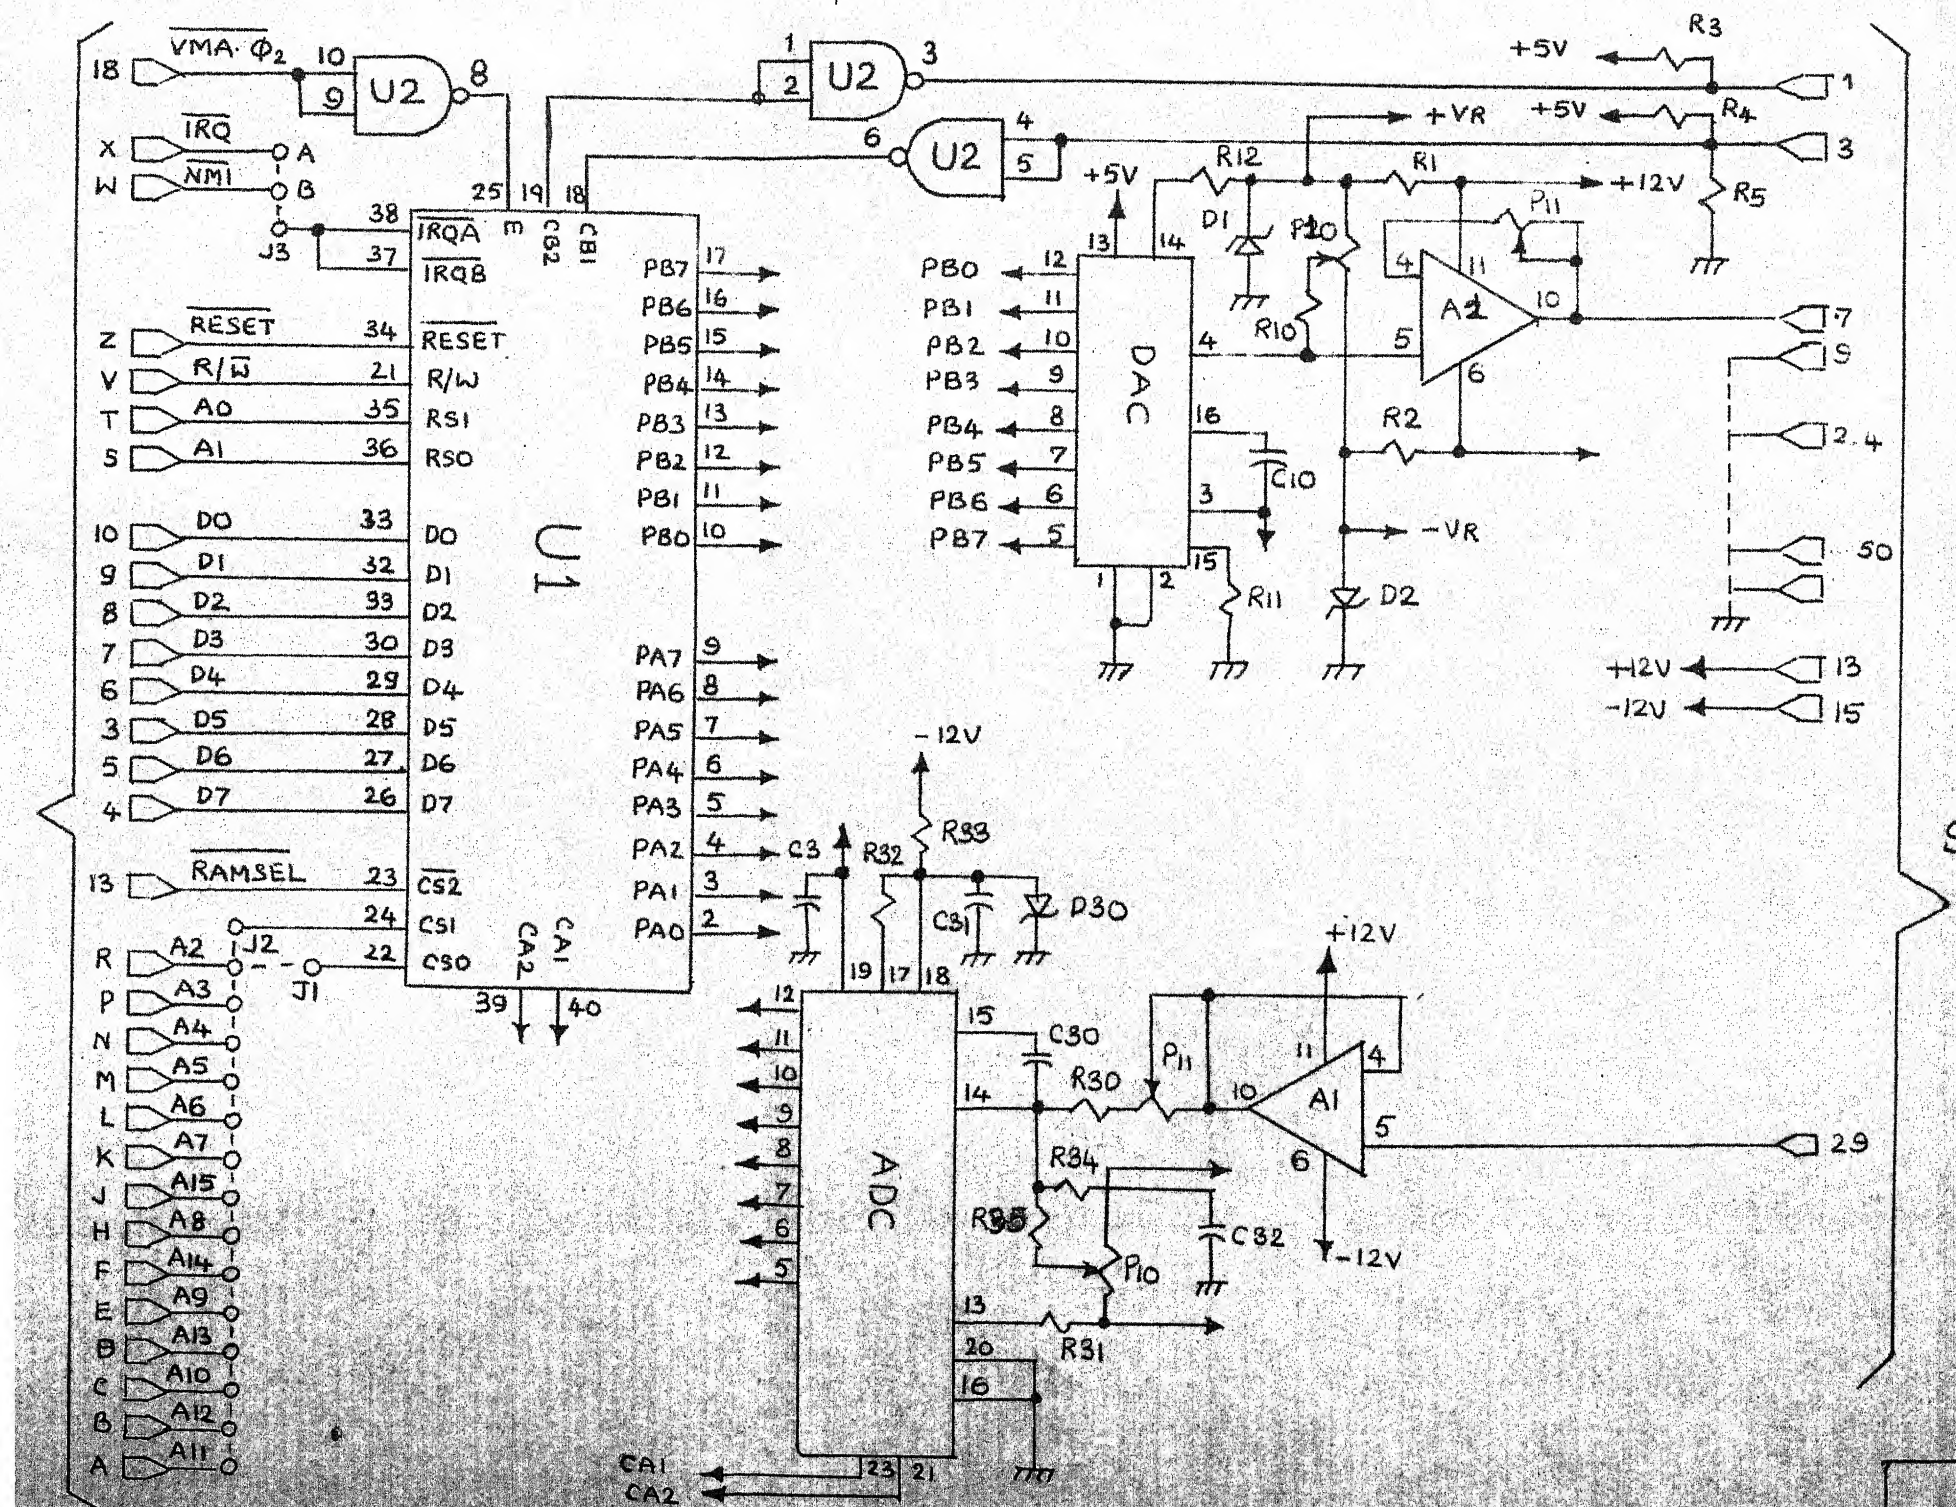 18 VMA·Φ2 10 9 U2 8
1 2 U2 3
+5V R3 1
X IRQ A
W NMI B
J3
6 U2 4 5
+VR +5V R4 3
R5
25 19 18
E CB2 CB1
38 IRQA
37 IRQB
Z RESET 34 RESET
V R/W 21 R/W
T A0 35 RS1
S A1 36 RS0
10 D0 33 D0
9 D1 32 D1
8 D2 33 D2
7 D3 30 D3
6 D4 29 D4
3 D5 28 D5
5 D6 27 D6
4 D7 26 D7
13 RAMSEL 23 CS2
24 CS1
J2
R A2 22 CS0
J1
P A3
N A4
M A5
L A6
K A7
J A15
H A8
F A14
E A9
D A13
C A10
B A12
A A11
U1
PB7 17
PB6 16
PB5 15
PB4 14
PB3 13
PB2 12
PB1 11
PB0 10
PA7 9
PA6 8
PA5 7
PA4 6
PA3 5
PA2 4
PA1 3
PA0 2
CA2 CA1
39 40
+5V R12 R1 +12V
13 14 D1 P11
PB0 12
PB1 11
PB2 10
PB3 9
PB4 8
PB5 7
PB6 6
PB7 5
DAC
4 R10
16 C10
3
15 R11
1 2
4 11 10 5 6
7
9
2.4
50
R2
-VR
D2
+12V 13
-12V 15
-12V
R33
C3 R32
C31 D30
19 17 18
12
11
10
9
8
7
6
5
ADC
15 C30
14 R30 P11
R34
C32
P10
13 R31
20
16
23 21
CA1
CA2
+12V
11 4
10 A1 5
6
-12V
29